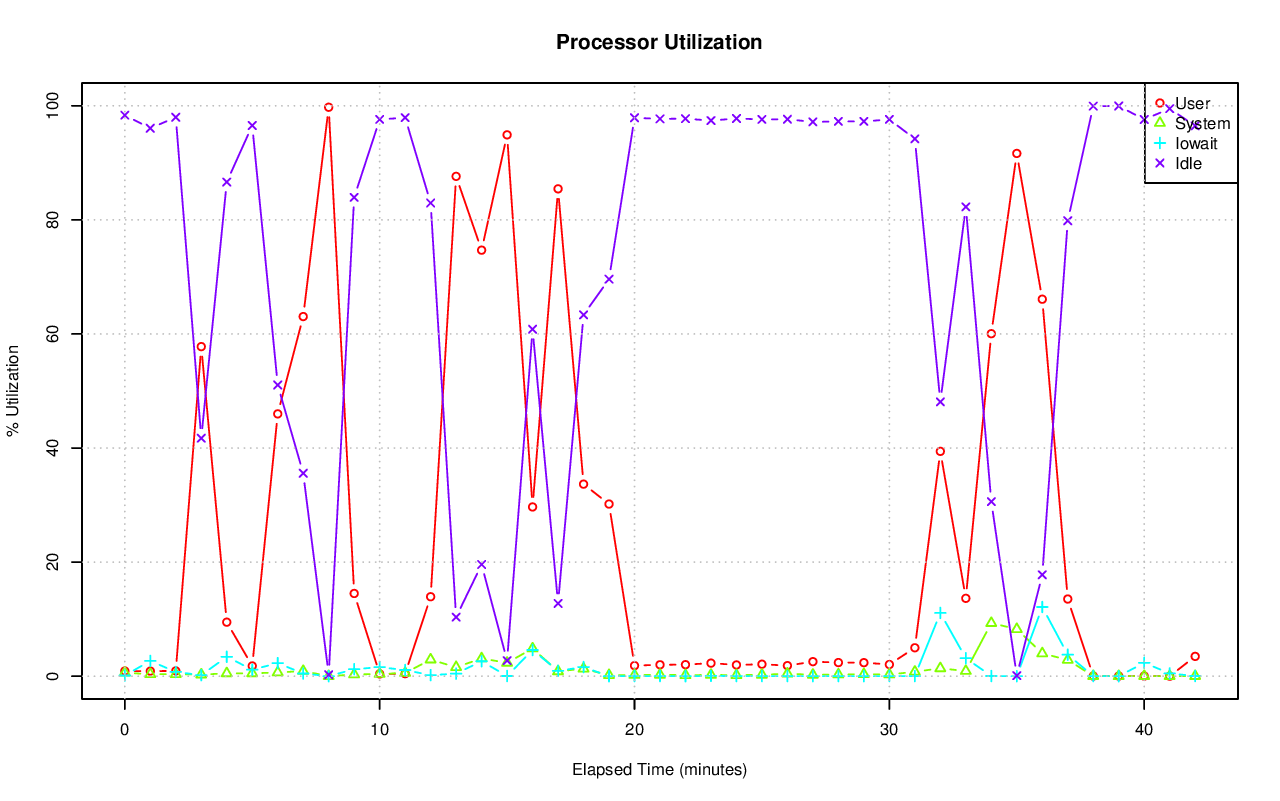 Processor Utilization
% Utilization
100
80
60
40
20
0
User
System
Iowait
Idle
0 10 20 30 40
Elapsed Time (minutes)